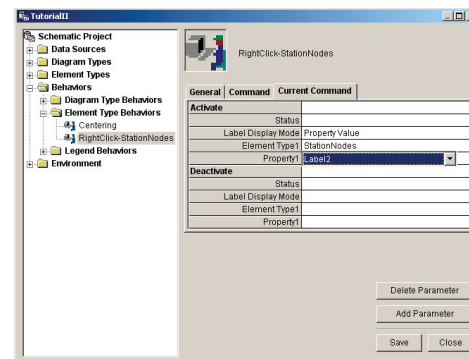 TutorialII
Schematic Project
Data Sources
Diagram Types
Element Types
Behaviors
Diagram Type Behaviors
Element Type Behaviors
Centering
RightClick-StationNodes
Legend Behaviors
Environment
RightClick-StationNodes
General Command Current Command
Activate
Status
Label Display Mode Property Value
Element Type1 StationNodes
Property1 Label2
Deactivate
Status
Label Display Mode
Element Type1
Property1
Delete Parameter
Add Parameter
Save Close